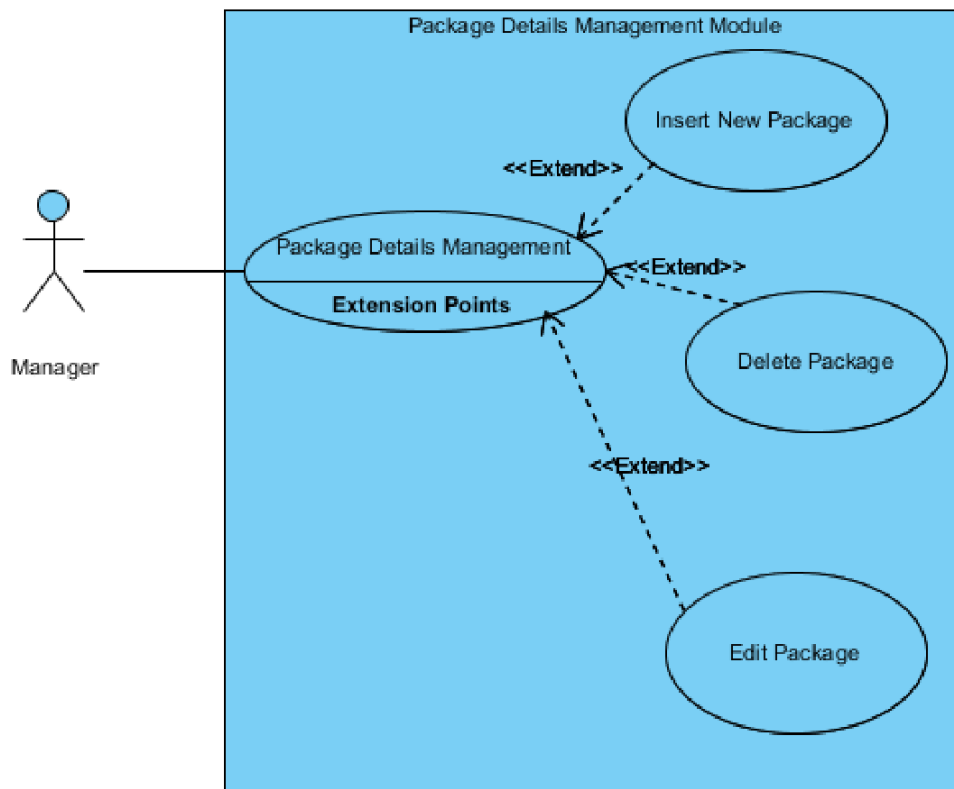 Package Details Management Module
Insert New Package
<<Extend>>
Package Details Management
<<Extend>>
Extension Points
Manager
Delete Package
<<Extend>>
Edit Package